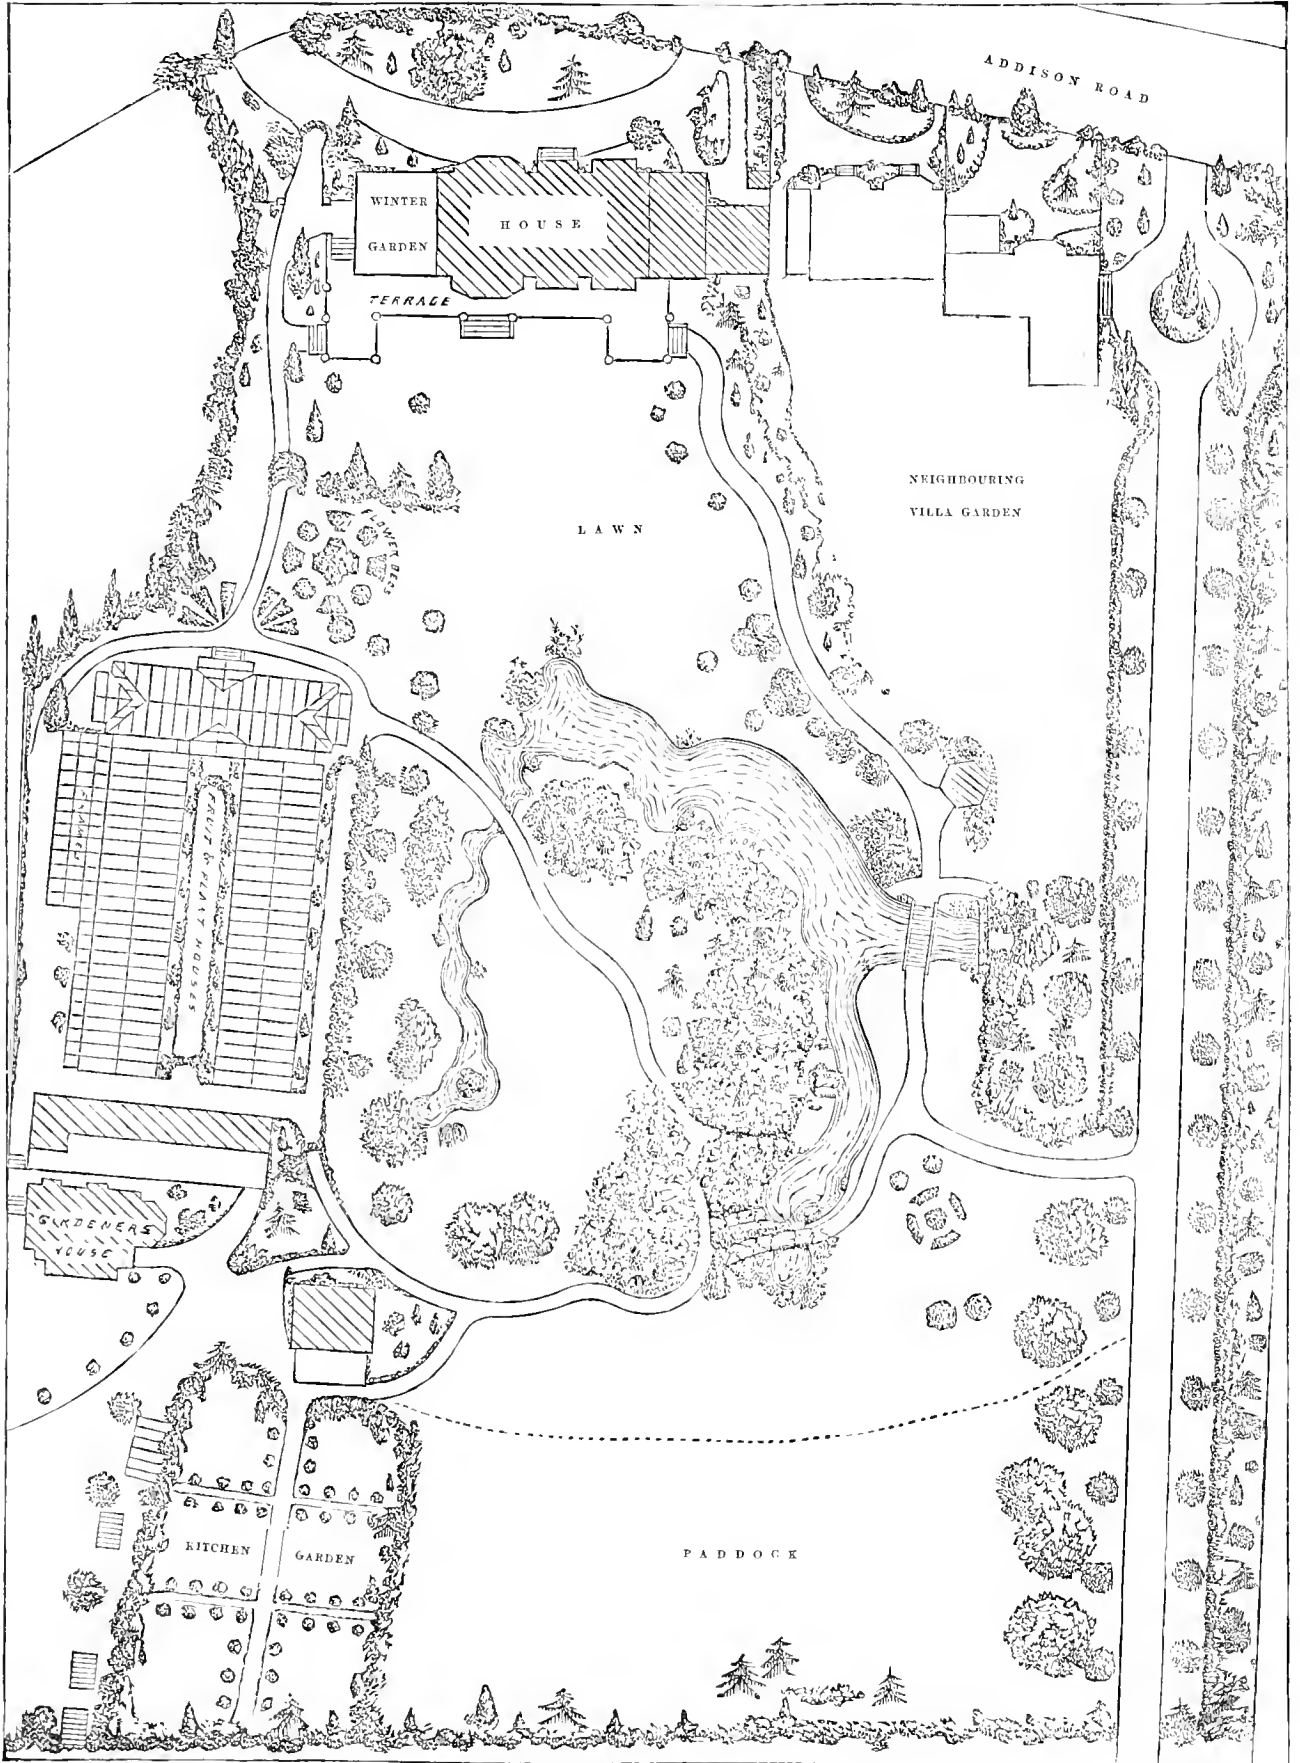 ADDISON ROAD
WINTER
GARDEN
HOUSE
TERRACE
NEIGHBOURING
VILLA GARDEN
LAWN
FLOWER BEDS
FRAMES
FRUIT & PLANT HOUSES
GARDENERS
HOUSE
KITCHEN GARDEN
PADDOCK